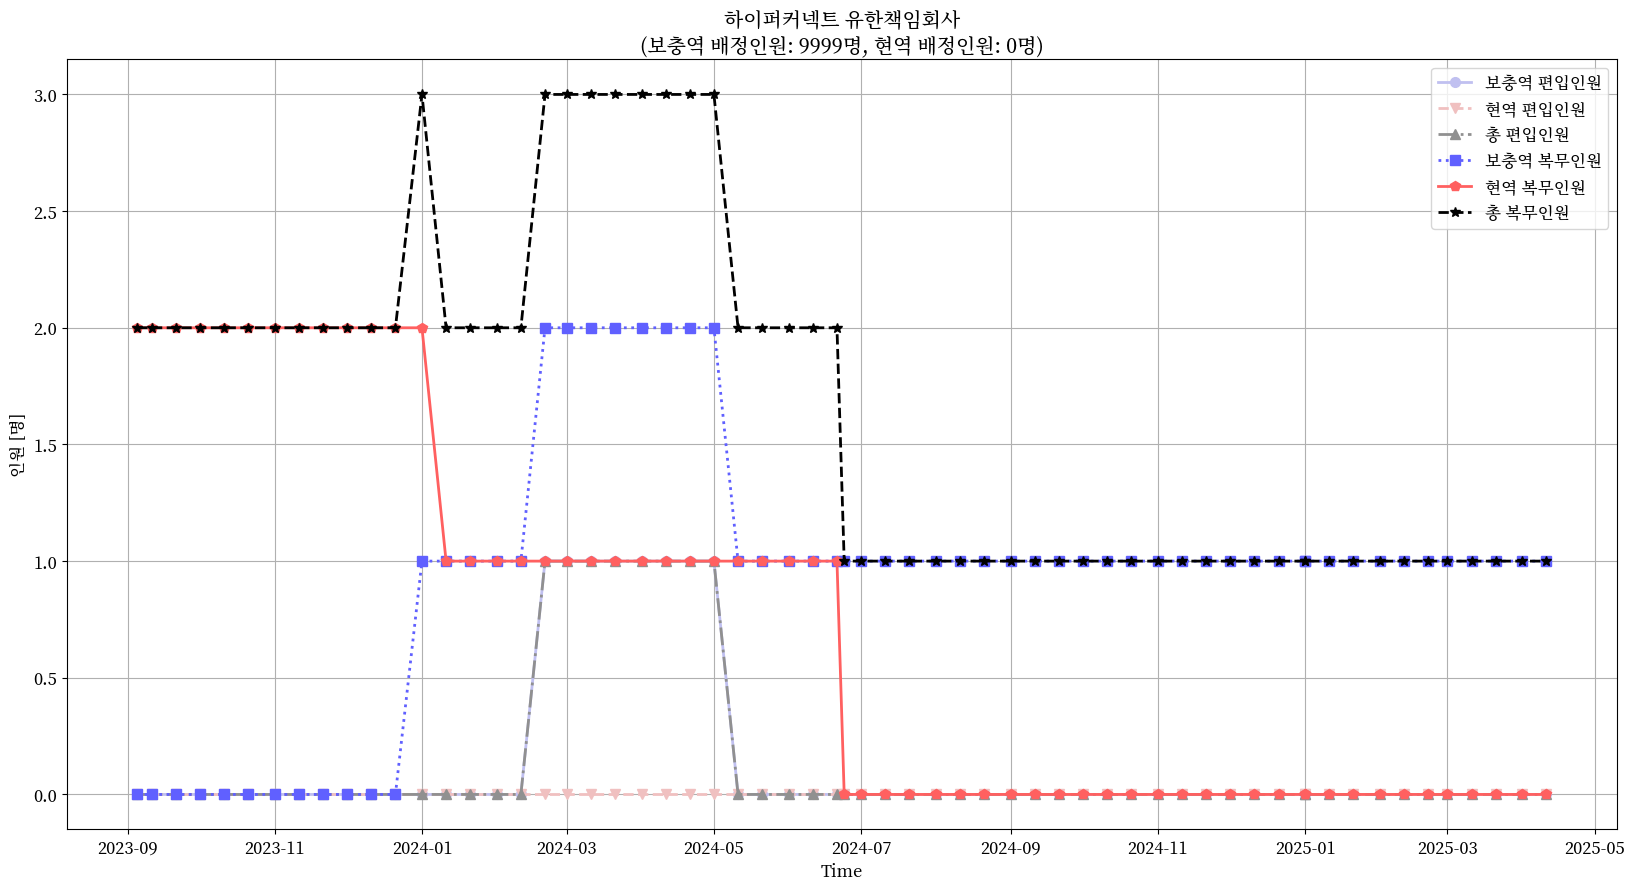 하이퍼커넥트 유한책임회사
(보충역 배정인원: 9999명, 현역 배정인원: 0명)
보충역 편입인원
현역 편입인원
총 편입인원
보충역 복무인원
현역 복무인원
총 복무인원
인원 [명]
3.0
2.5
2.0
1.5
1.0
0.5
0.0
2023-09 2023-11 2024-01 2024-03 2024-05 2024-07 2024-09 2024-11 2025-01 2025-03 2025-05
Time